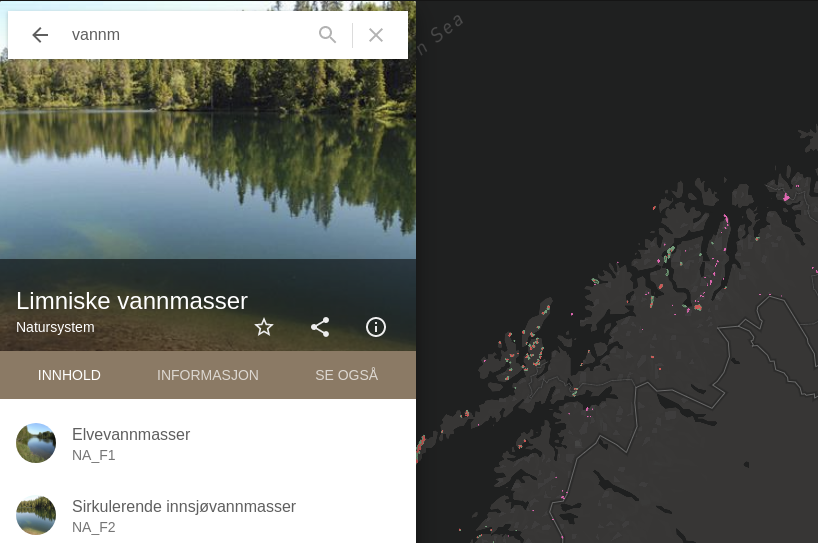 vannm
n Sea
Limniske vannmasser
Natursystem
INNHOLD INFORMASJON SE OGSÅ
Elvevannmasser
NA_F1
Sirkulerende innsjøvannmasser
NA_F2